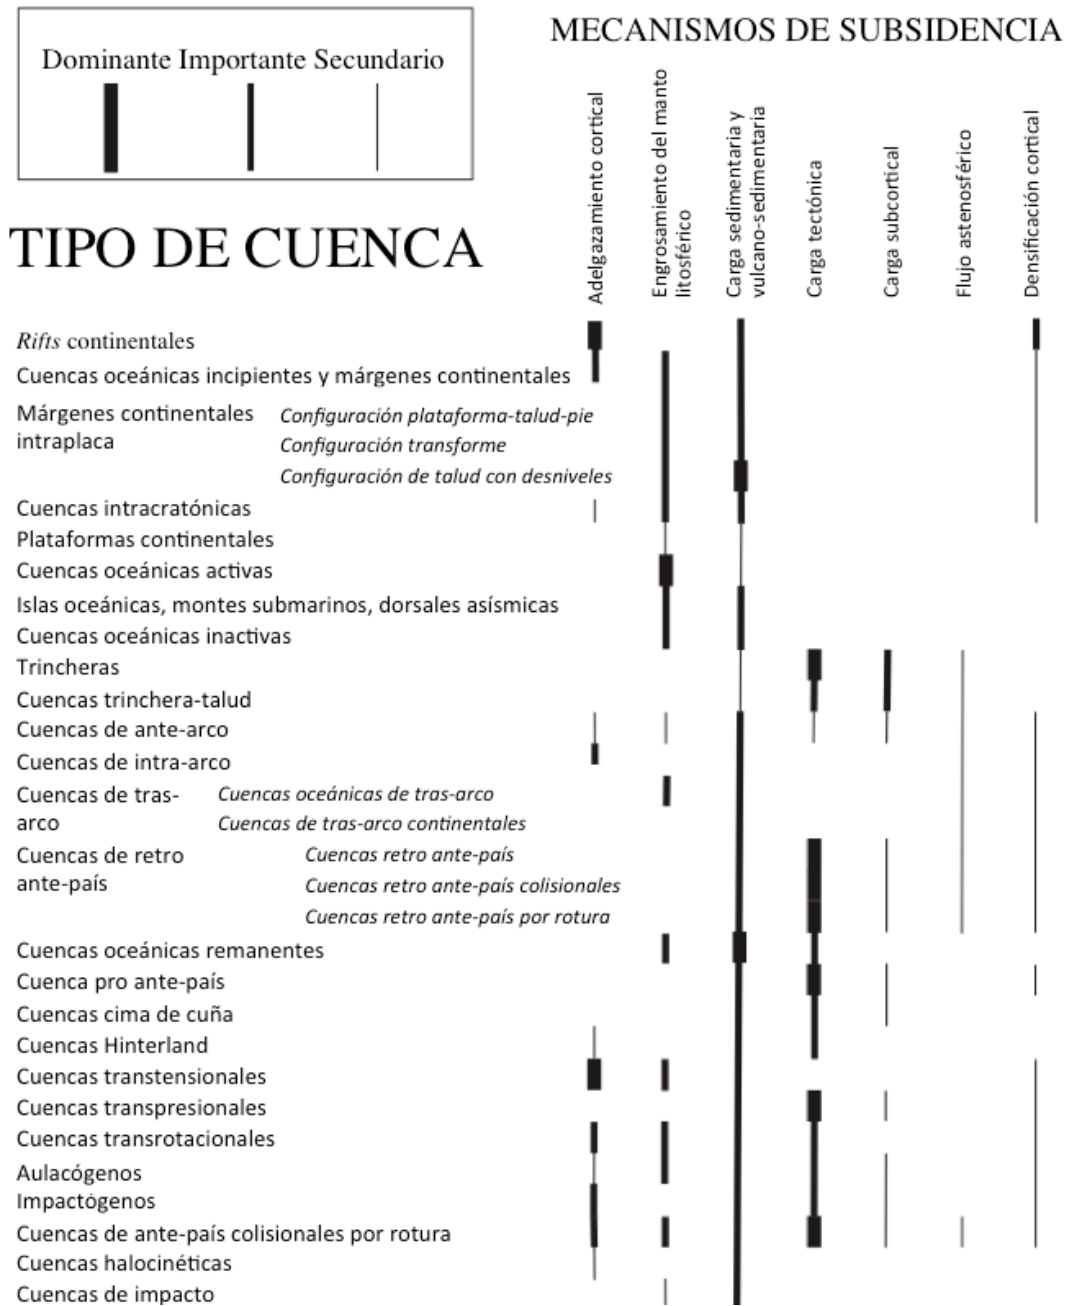 MECANISMOS DE SUBSIDENCIA
Dominante Importante Secundario
Adelgazamiento cortical
Engrosamiento del manto
litosférico
Carga sedimentaria y
vulcano-sedimentaria
Carga tectónica
Carga subcortical
Flujo astenosférico
Densificación cortical
TIPO DE CUENCA
Rifts continentales
Cuencas oceánicas incipientes y márgenes continentales
Márgenes continentales
intraplaca
Configuración plataforma-talud-pie
Configuración transforme
Configuración de talud con desniveles
Cuencas intracratónicas
Plataformas continentales
Cuencas oceánicas activas
Islas oceánicas, montes submarinos, dorsales asísmicas
Cuencas oceánicas inactivas
Trincheras
Cuencas trinchera-talud
Cuencas de ante-arco
Cuencas de intra-arco
Cuencas de tras-
arco
Cuencas oceánicas de tras-arco
Cuencas de tras-arco continentales
Cuencas de retro
ante-país
Cuencas retro ante-país
Cuencas retro ante-país colisionales
Cuencas retro ante-país por rotura
Cuencas oceánicas remanentes
Cuenca pro ante-país
Cuencas cima de cuña
Cuencas Hinterland
Cuencas transtensionales
Cuencas transpresionales
Cuencas transrotacionales
Aulacógenos
Impactógenos
Cuencas de ante-país colisionales por rotura
Cuencas halocinéticas
Cuencas de impacto